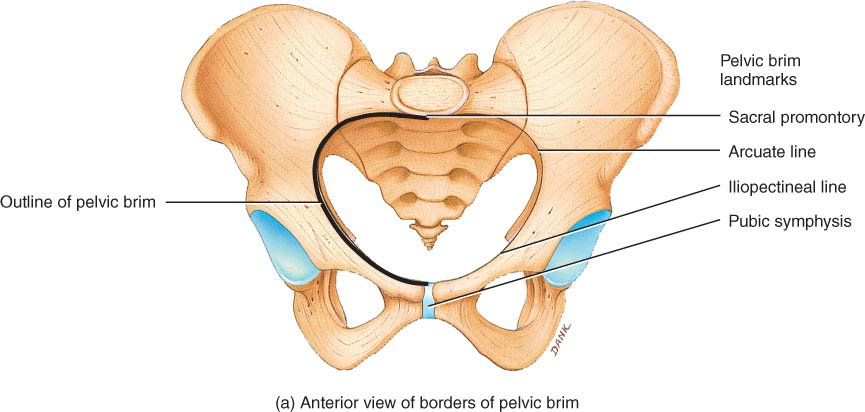 Pelvic brim
landmarks
Sacral promontory
Arcuate line
Iliopectineal line
Pubic symphysis
Outline of pelvic brim
DANK
(a) Anterior view of borders of pelvic brim